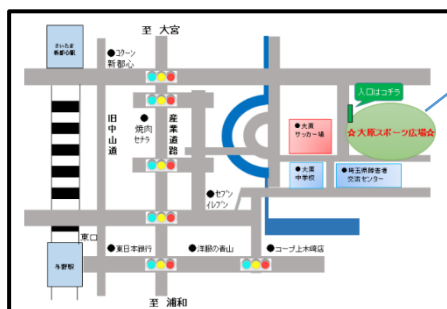 至 大宮
さいたま
新都心駅
●コクーン
新都心
入口はコチラ
●
焼肉
セナラ
産業道路
旧中山道
●大原
サッカー場
☆大原スポーツ広場☆
●大原
中学校
●埼玉県障害者
交流センター
●セブン
イレブン
東口
●東日本銀行
●洋服の青山
●コープ上木崎店
与野駅
至 浦和